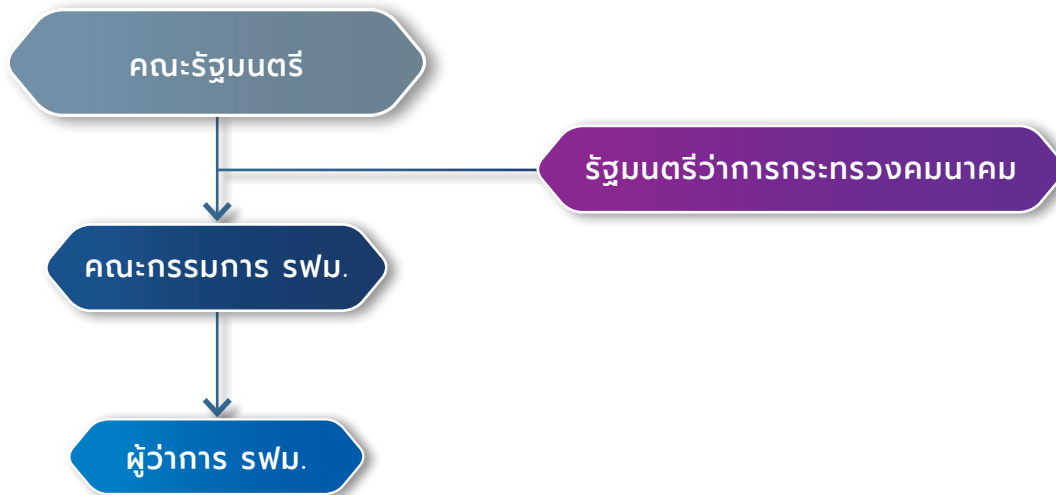 คณะรัฐมนตรี
รัฐมนตรีว่าการกระทรวงคมนาคม
คณะกรรมการ รฟม.
ผู้ว่าการ รฟม.